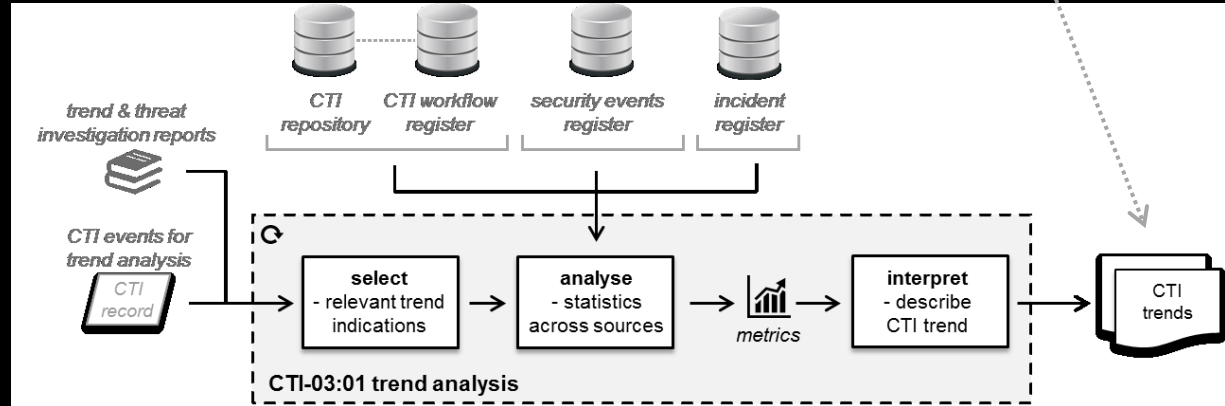 CTI
repository
CTI workflow
register
security events
register
incident
register
trend & threat
investigation reports
CTI events for
trend analysis
CTI
record
select
- relevant trend
indications
analyse
- statistics
across sources
metrics
interpret
- describe
CTI trend
CTI
trends
CTI-03:01 trend analysis